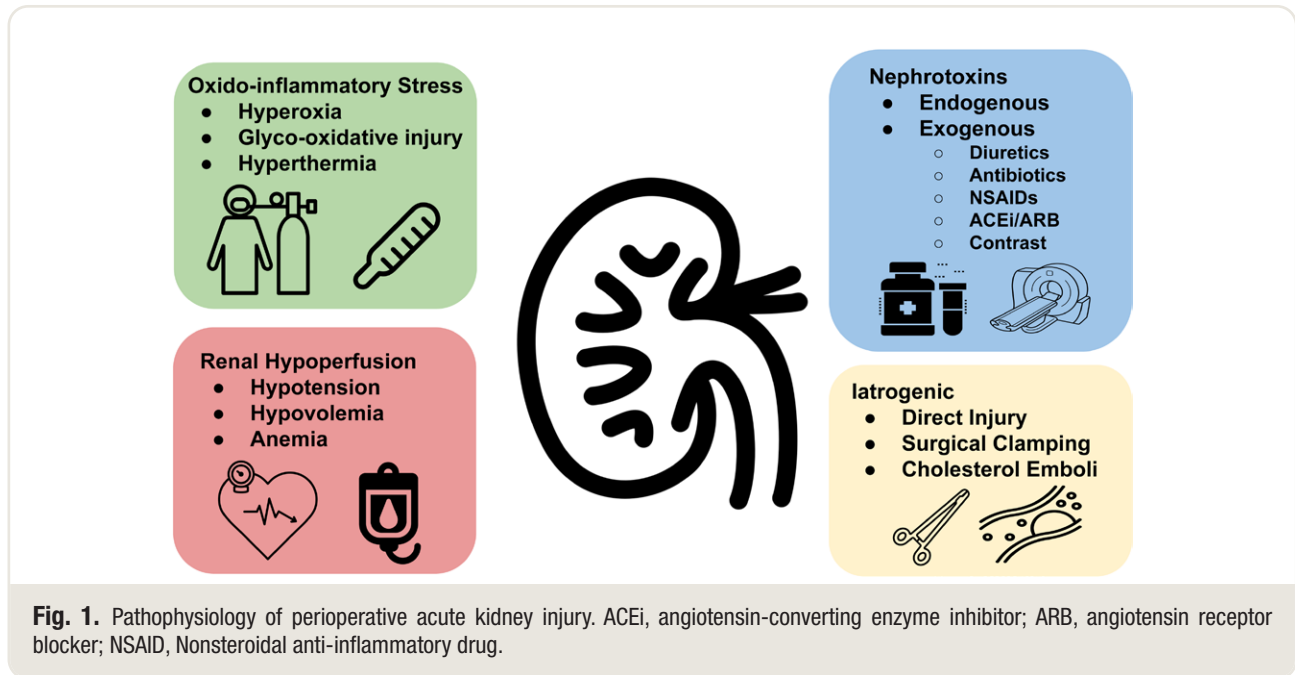 Oxido-inflammatory Stress
● Hyperoxia
● Glyco-oxidative injury
● Hyperthermia
Renal Hypoperfusion
● Hypotension
● Hypovolemia
● Anemia
Nephrotoxins
● Endogenous
● Exogenous
○ Diuretics
○ Antibiotics
○ NSAIDs
○ ACEi/ARB
○ Contrast
Iatrogenic
● Direct Injury
● Surgical Clamping
● Cholesterol Emboli
Fig. 1. Pathophysiology of perioperative acute kidney injury. ACEi, angiotensin-converting enzyme inhibitor; ARB, angiotensin receptor
blocker; NSAID, Nonsteroidal anti-inflammatory drug.